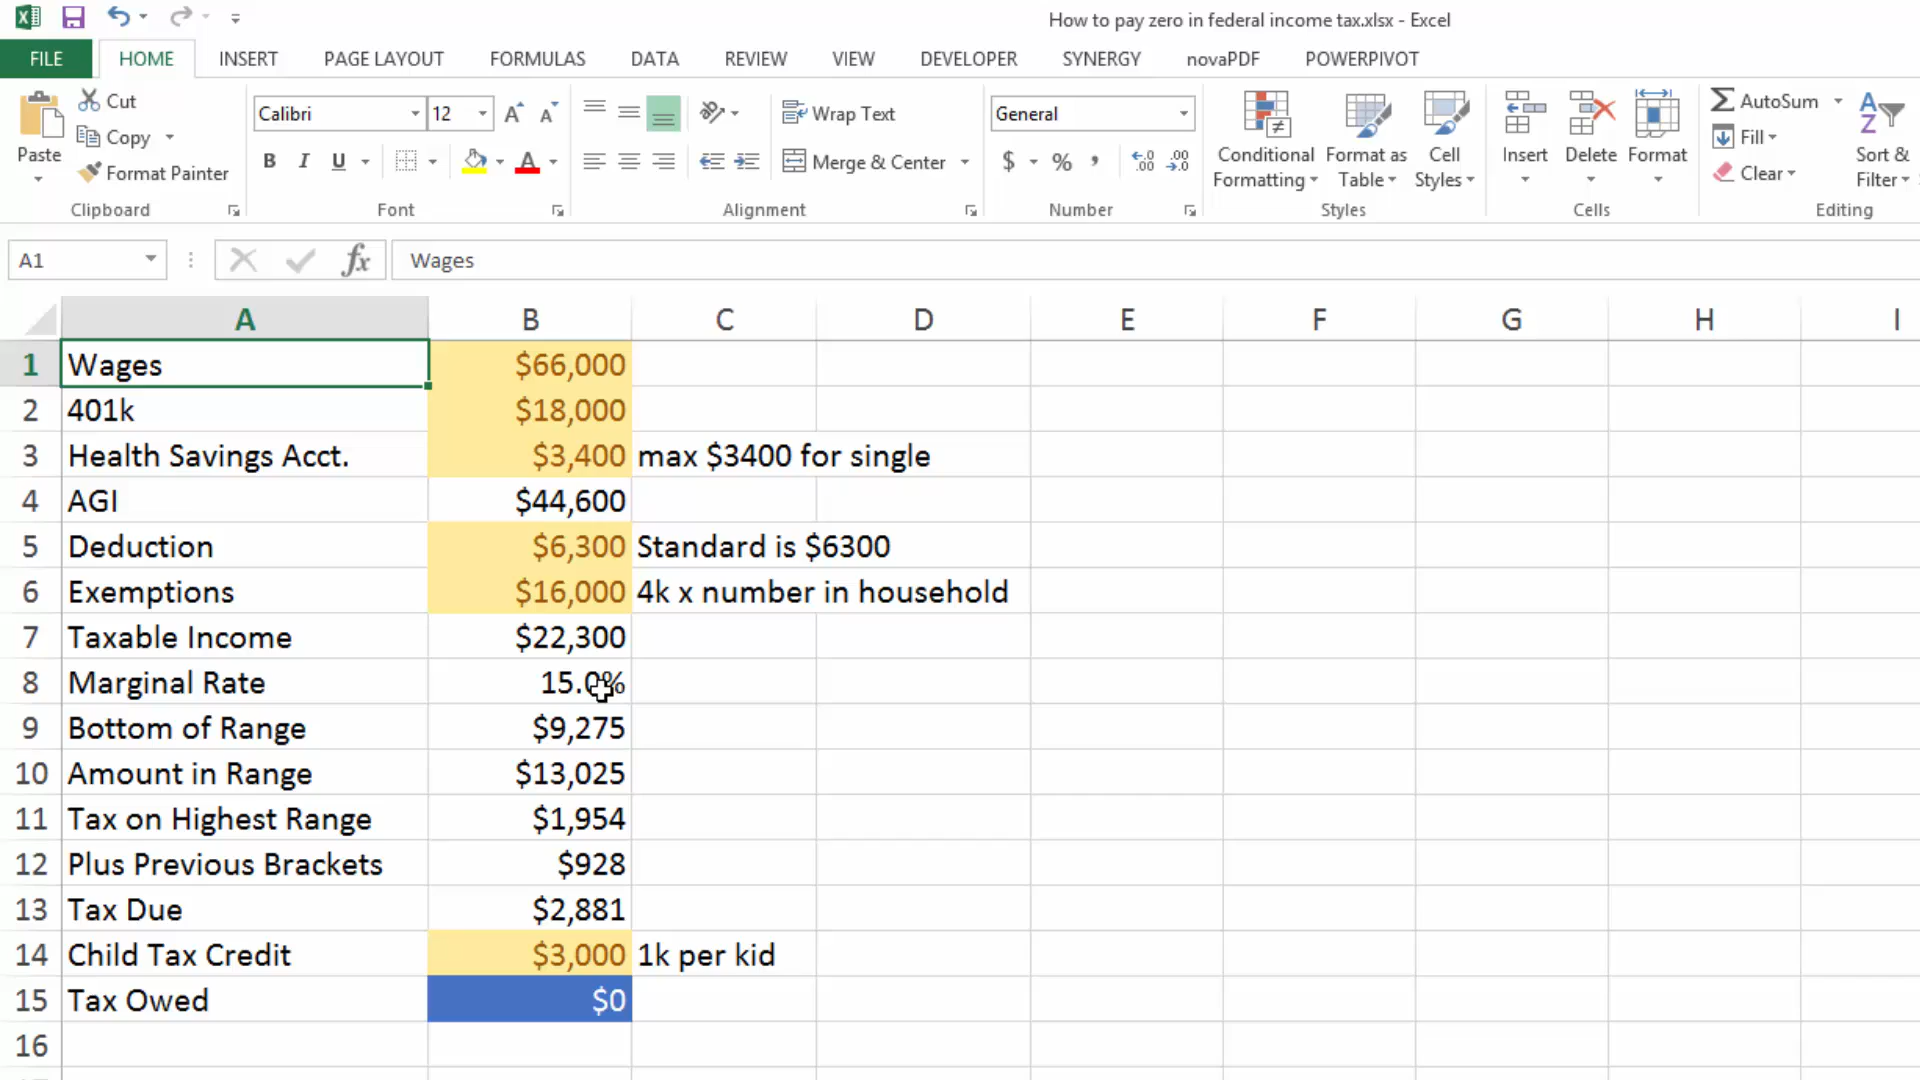 How to pay zero in federal income tax.xlsx - Excel
FILE HOME INSERT PAGE LAYOUT FORMULAS DATA REVIEW VIEW DEVELOPER SYNERGY novaPDF POWERPIVOT
Paste
Cut
Copy
Format Painter
Clipboard
Calibri 12
B I U A
Font
Wrap Text
Merge & Center
Alignment
General
$ % , .00 .0
Number
Conditional Formatting
Format as Table
Cell Styles
Styles
Insert
Delete
Format
Cells
AutoSum
Fill
Clear
Sort & Filter
Editing
A1 fx Wages
A B C D E F G H I
1 Wages $66,000
2 401k $18,000
3 Health Savings Acct. $3,400 max $3400 for single
4 AGI $44,600
5 Deduction $6,300 Standard is $6300
6 Exemptions $16,000 4k x number in household
7 Taxable Income $22,300
8 Marginal Rate 15.0%
9 Bottom of Range $9,275
10 Amount in Range $13,025
11 Tax on Highest Range $1,954
12 Plus Previous Brackets $928
13 Tax Due $2,881
14 Child Tax Credit $3,000 1k per kid
15 Tax Owed $0
16